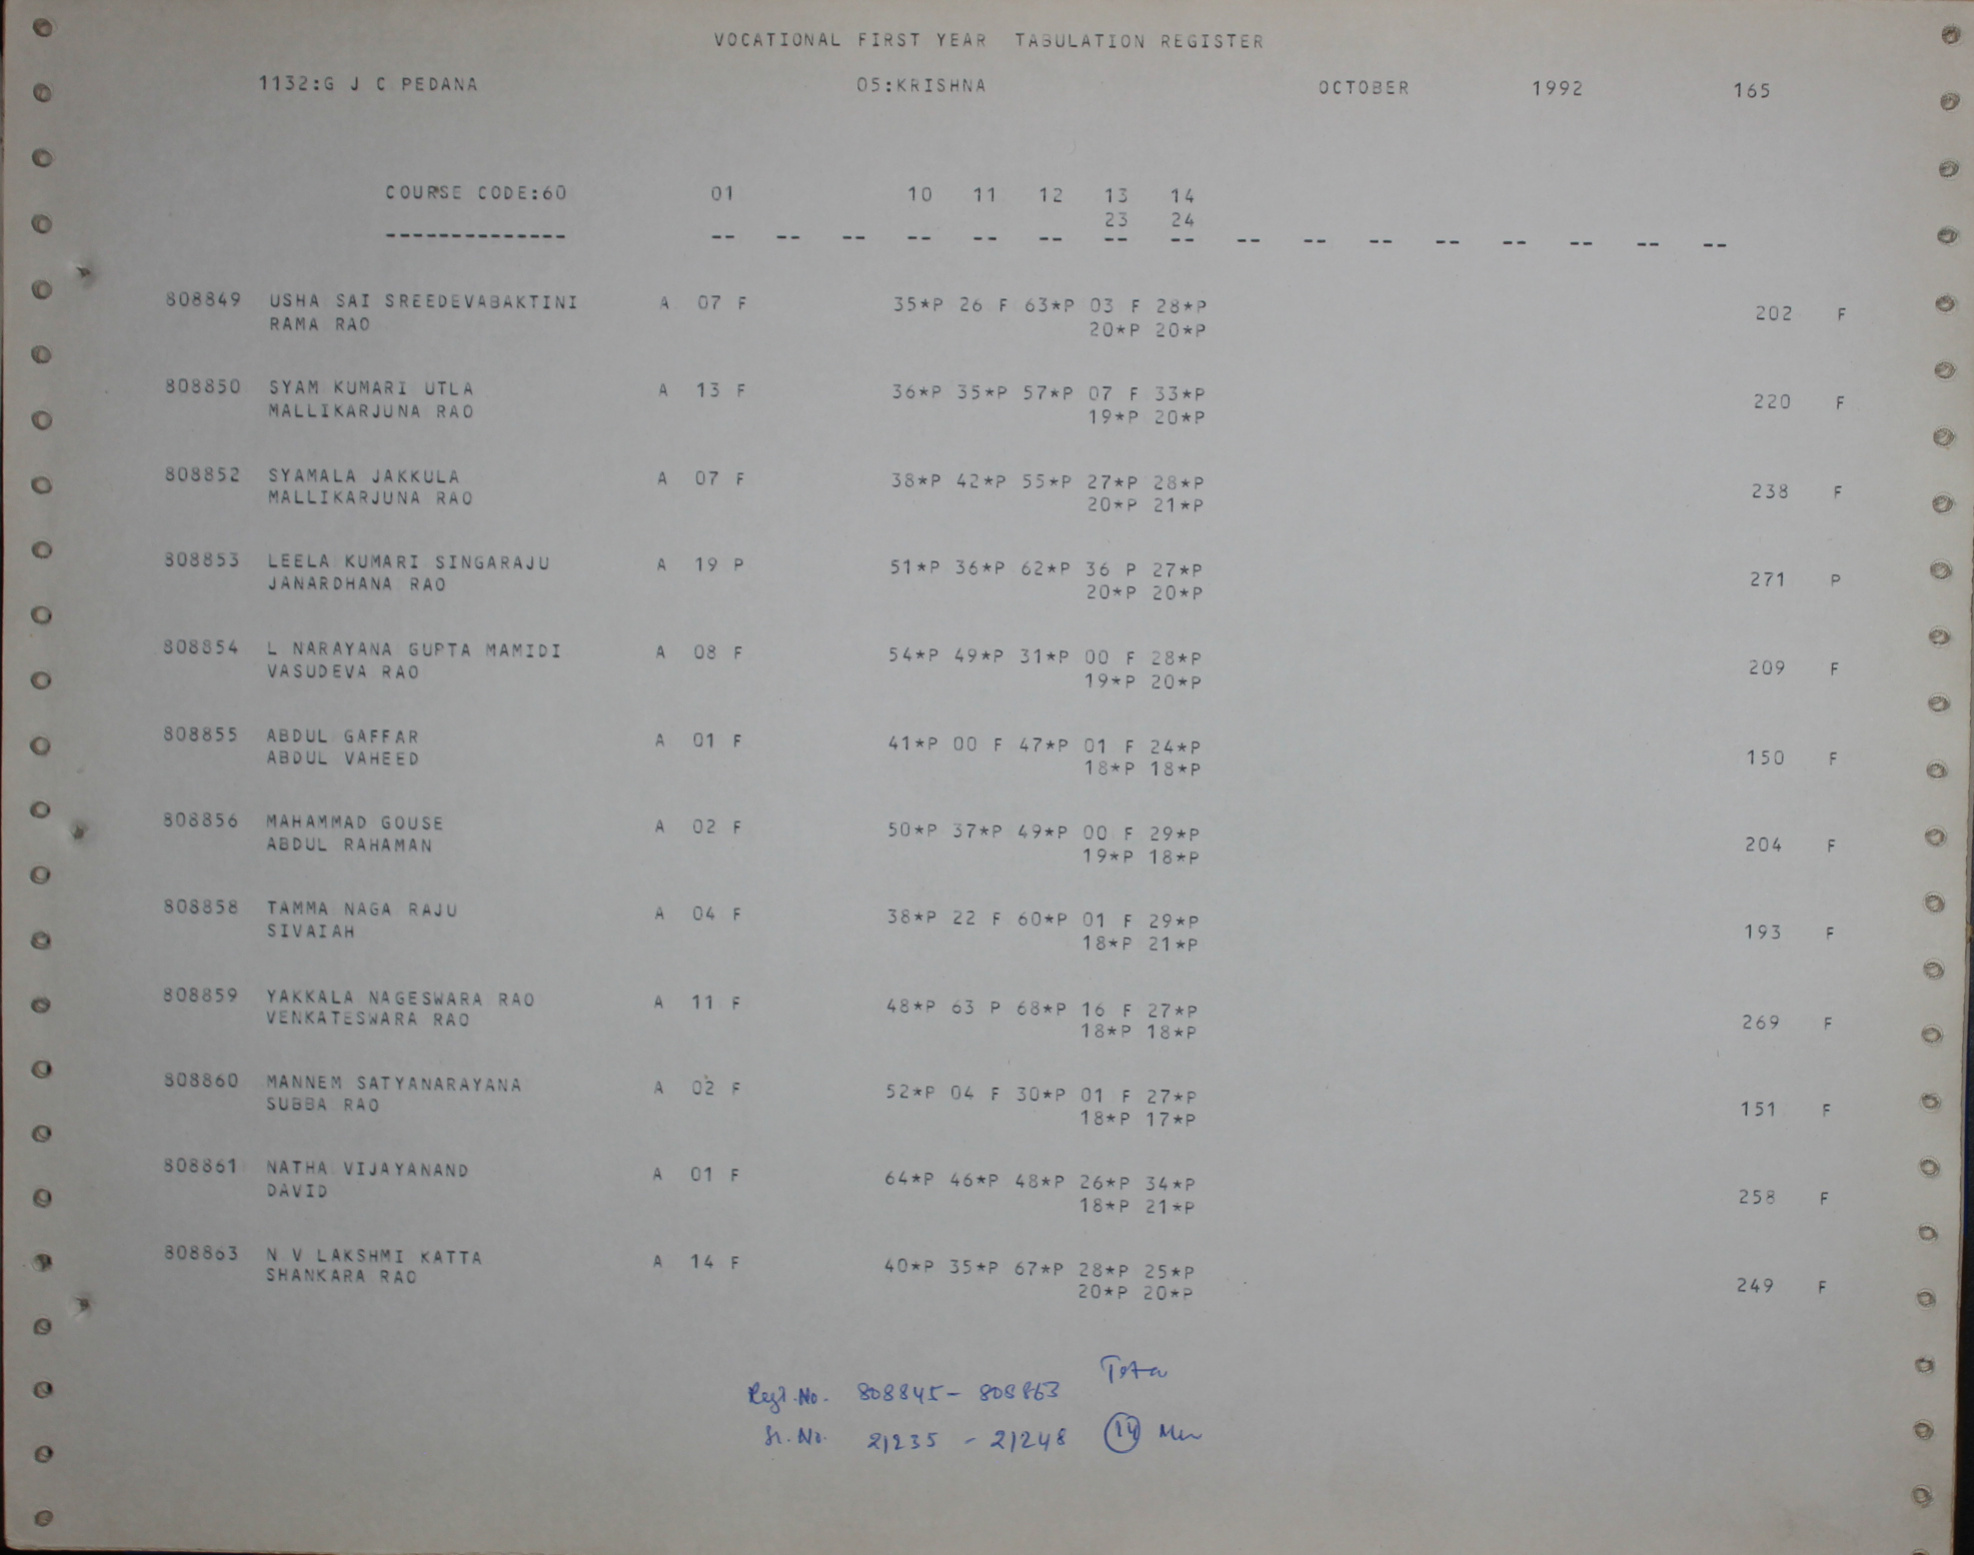 VOCATIONAL FIRST YEAR TABULATION REGISTER
1132:G J C PEDANA 05:KRISHNA OCTOBER 1992 165
COURSE CODE:60 01 10 11 12 13 14
23 24
-------------- -- -- -- -- -- -- -- -- -- -- -- -- -- -- -- --
808849 USHA SAI SREEDEVABAKTINI A 07 F 35*P 26 F 63*P 03 F 28*P
RAMA RAO 20*P 20*P 202 F
808850 SYAM KUMARI UTLA A 13 F 36*P 35*P 57*P 07 F 33*P
MALLIKARJUNA RAO 19*P 20*P 220 F
808852 SYAMALA JAKKULA A 07 F 38*P 42*P 55*P 27*P 28*P
MALLIKARJUNA RAO 20*P 21*P 238 F
808853 LEELA KUMARI SINGARAJU A 19 P 51*P 36*P 62*P 36 P 27*P
JANARDHANA RAO 20*P 20*P 271 P
808854 L NARAYANA GUPTA MAMIDI A 08 F 54*P 49*P 31*P 00 F 28*P
VASUDEVA RAO 19*P 20*P 209 F
808855 ABDUL GAFFAR A 01 F 41*P 00 F 47*P 01 F 24*P
ABDUL VAHEED 18*P 18*P 150 F
808856 MAHAMMAD GOUSE A 02 F 50*P 37*P 49*P 00 F 29*P
ABDUL RAHAMAN 19*P 18*P 204 F
808858 TAMMA NAGA RAJU A 04 F 38*P 22 F 60*P 01 F 29*P
SIVAIAH 18*P 21*P 193 F
808859 YAKKALA NAGESWARA RAO A 11 F 48*P 63 P 68*P 16 F 27*P
VENKATESWARA RAO 18*P 18*P 269 F
808860 MANNEM SATYANARAYANA A 02 F 52*P 04 F 30*P 01 F 27*P
SUBBA RAO 18*P 17*P 151 F
808861 NATHA VIJAYANAND A 01 F 64*P 46*P 48*P 26*P 34*P
DAVID 18*P 21*P 258 F
808863 N V LAKSHMI KATTA A 14 F 40*P 35*P 67*P 28*P 25*P
SHANKARA RAO 20*P 20*P 249 F
Regd.No. 808845 - 808863
Sr.No. 21235 - 21248 14